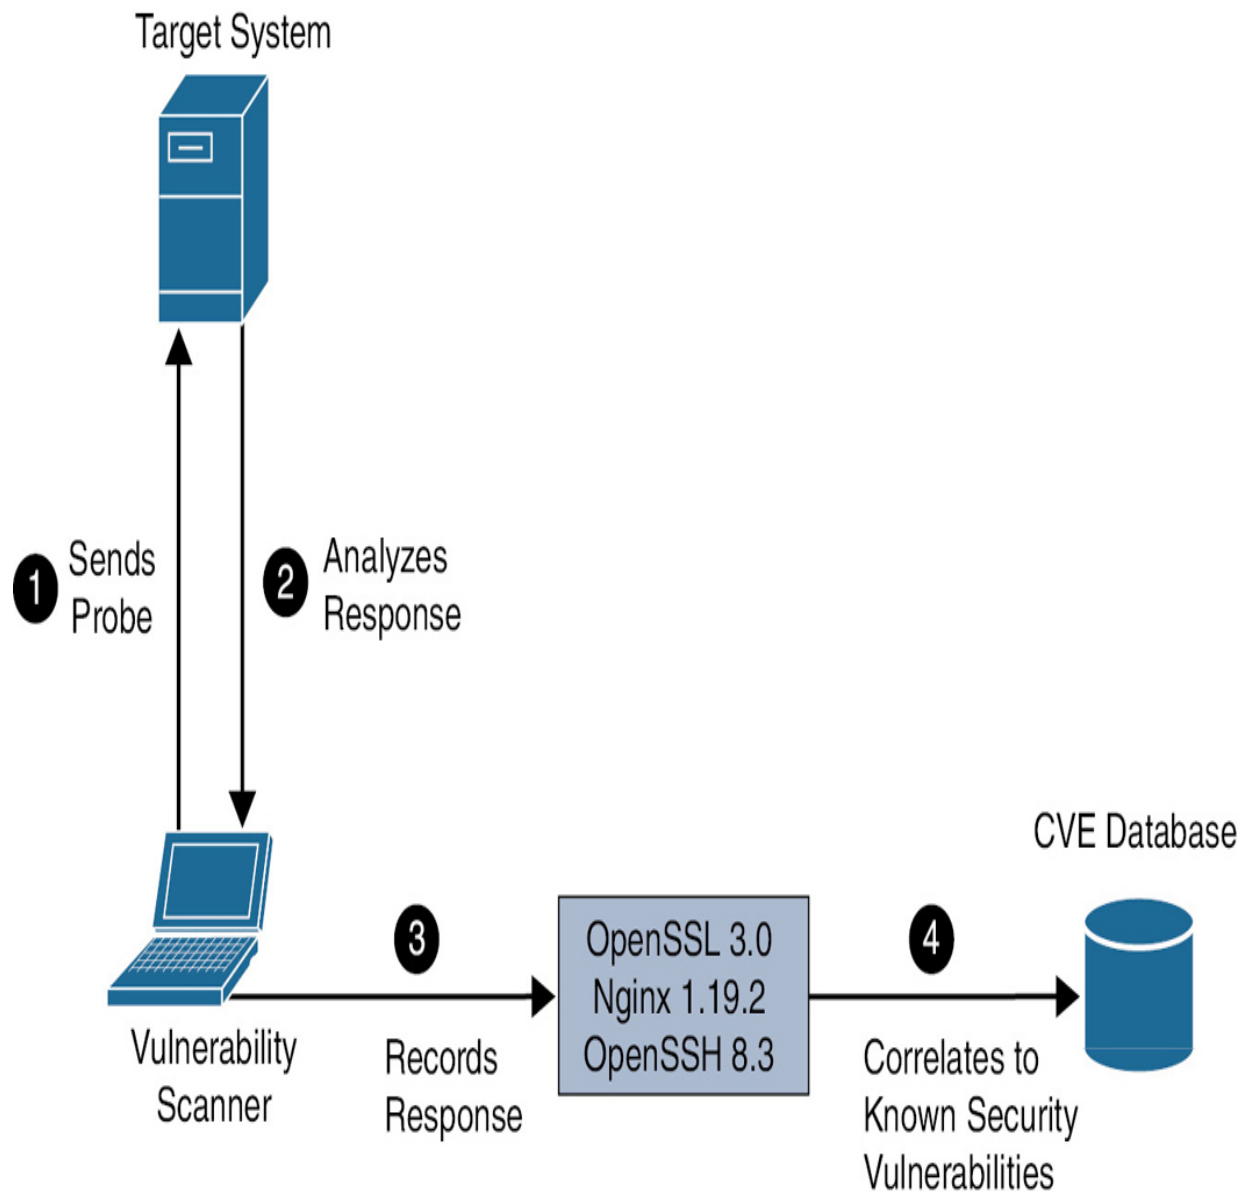 Target System
1
Sends
Probe
2
Analyzes
Response
Vulnerability
Scanner
3
Records
Response
OpenSSL 3.0
Nginx 1.19.2
OpenSSH 8.3
4
Correlates to
Known Security
Vulnerabilities
CVE Database